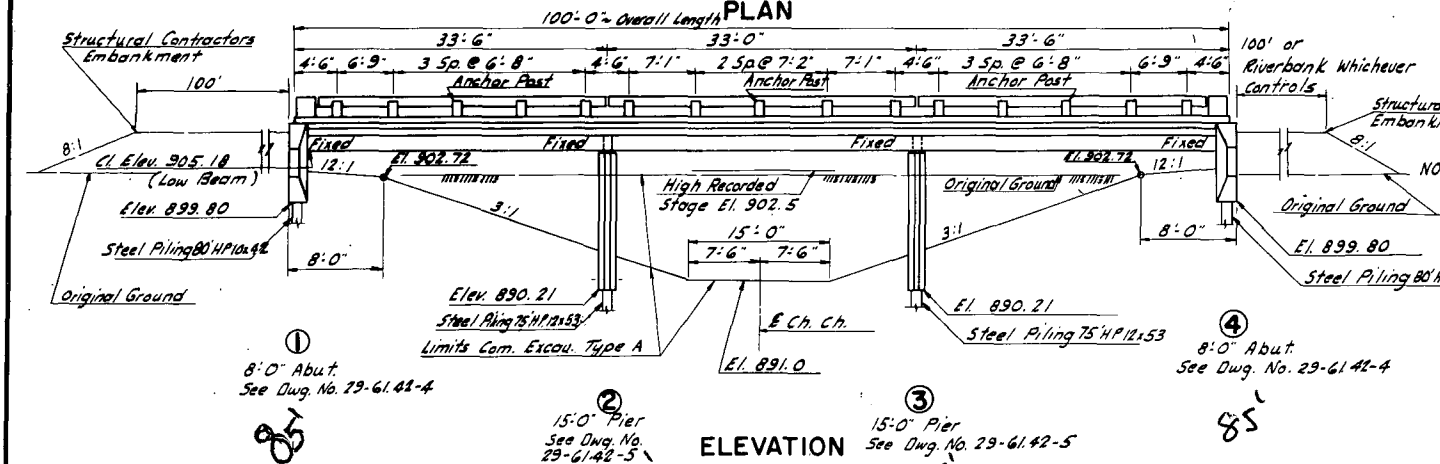 PLAN
100'-0" ~ Overall Length
33'-6" 33'-0" 33'-6"
4'-6" 6'-9" 3 Sp. @ 6'-8" 4'-6" 7'-1" 2 Sp @ 7'-2" 7'-1" 4'-6" 3 Sp. @ 6'-8" 6'-9" 4'-6"
Structural Contractors
Embankment
100'
Anchor Post Anchor Post Anchor Post
100' or
Riverbank Whichever
Controls
Structura
Embankm
8:1
Fixed Fixed Fixed Fixed
8:1
Cl. Elev. 905.18
(Low Beam)
12:1
El. 902.72
High Recorded
Stage El. 902.5
Original Ground
El. 902.72
12:1
NO
Elev. 899.80
Steel Piling 80' HP10x42
8'-0"
3:1
15'-0"
7'-6" 7'-6"
3:1
8'-0"
Original Ground
El. 899.80
Steel Piling 80' H
Original Ground
Elev. 890.21
Steel Piling 75' HP 12x53
Limits Com. Excav. Type A
El. 891.0
Ch. Ch.
El. 890.21
Steel Piling 75' HP 12x53
1
8'-0" Abut.
See Dwg. No. 29-61.42-4
85'
2
15'-0" Pier
See Dwg. No.
29-61.42-5
ELEVATION
3
15'-0" Pier
See Dwg. No. 29-61.42-5
4
8'-0" Abut.
See Dwg. No. 29-61.42-4
85'